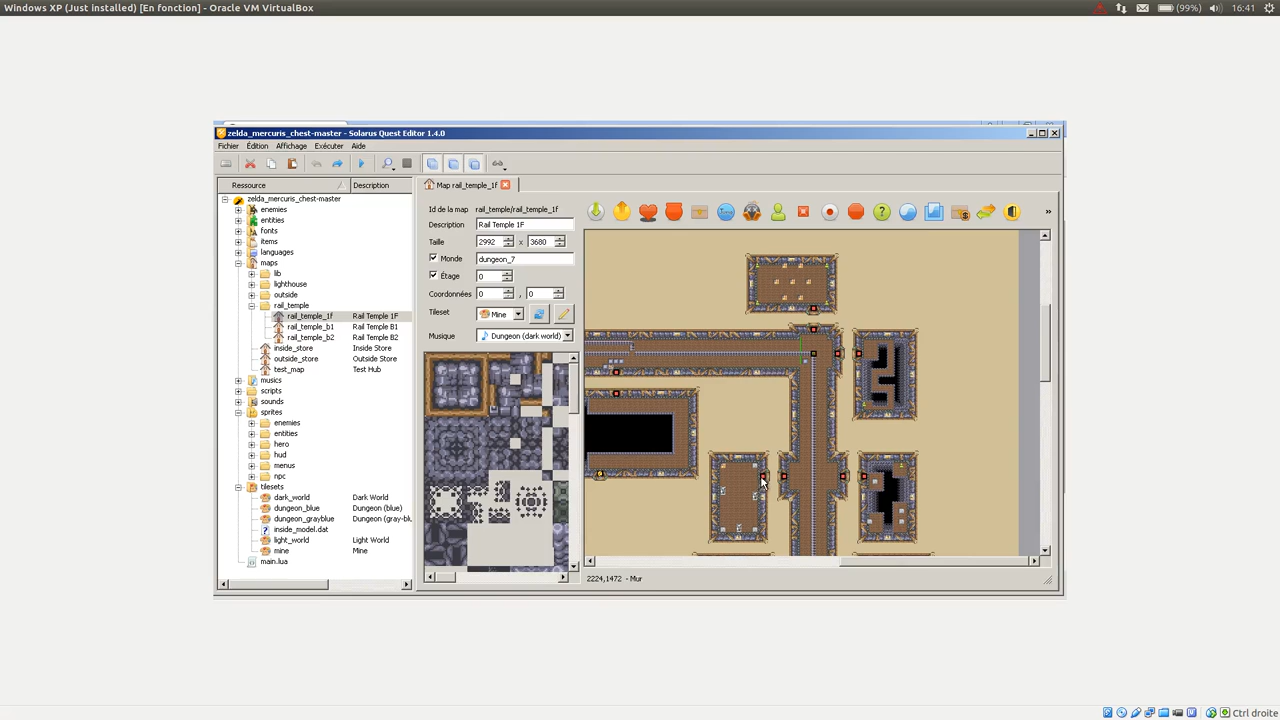 Windows XP (Just installed) [En fonction] - Oracle VM VirtualBox
(99%)
16:41
zelda_mercuris_chest-master - Solarus Quest Editor 1.4.0
Fichier Édition Affichage Exécuter Aide
Ressource Description
zelda_mercuris_chest-master
enemies
entities
fonts
items
languages
maps
lib
lighthouse
outside
rail_temple
rail_temple_1f Rail Temple 1F
rail_temple_b1 Rail Temple B1
rail_temple_b2 Rail Temple B2
inside_store Inside Store
outside_store Outside Store
test_map Test Hub
musics
scripts
sounds
sprites
enemies
entities
hero
hud
menus
npc
tilesets
dark_world Dark World
dungeon_blue Dungeon (blue)
dungeon_grayblue Dungeon (gray-bl
inside_model.dat
light_world Light World
mine Mine
main.lua
Map rail_temple_1f
Id de la map rail_temple/rail_temple_1f
Description Rail Temple 1F
Taille 2992 x 3680
Monde dungeon_7
Étage 0
Coordonnées 0 , 0
Tileset Mine
Musique Dungeon (dark world)
»
2224,1472 - Mur
Ctrl droite